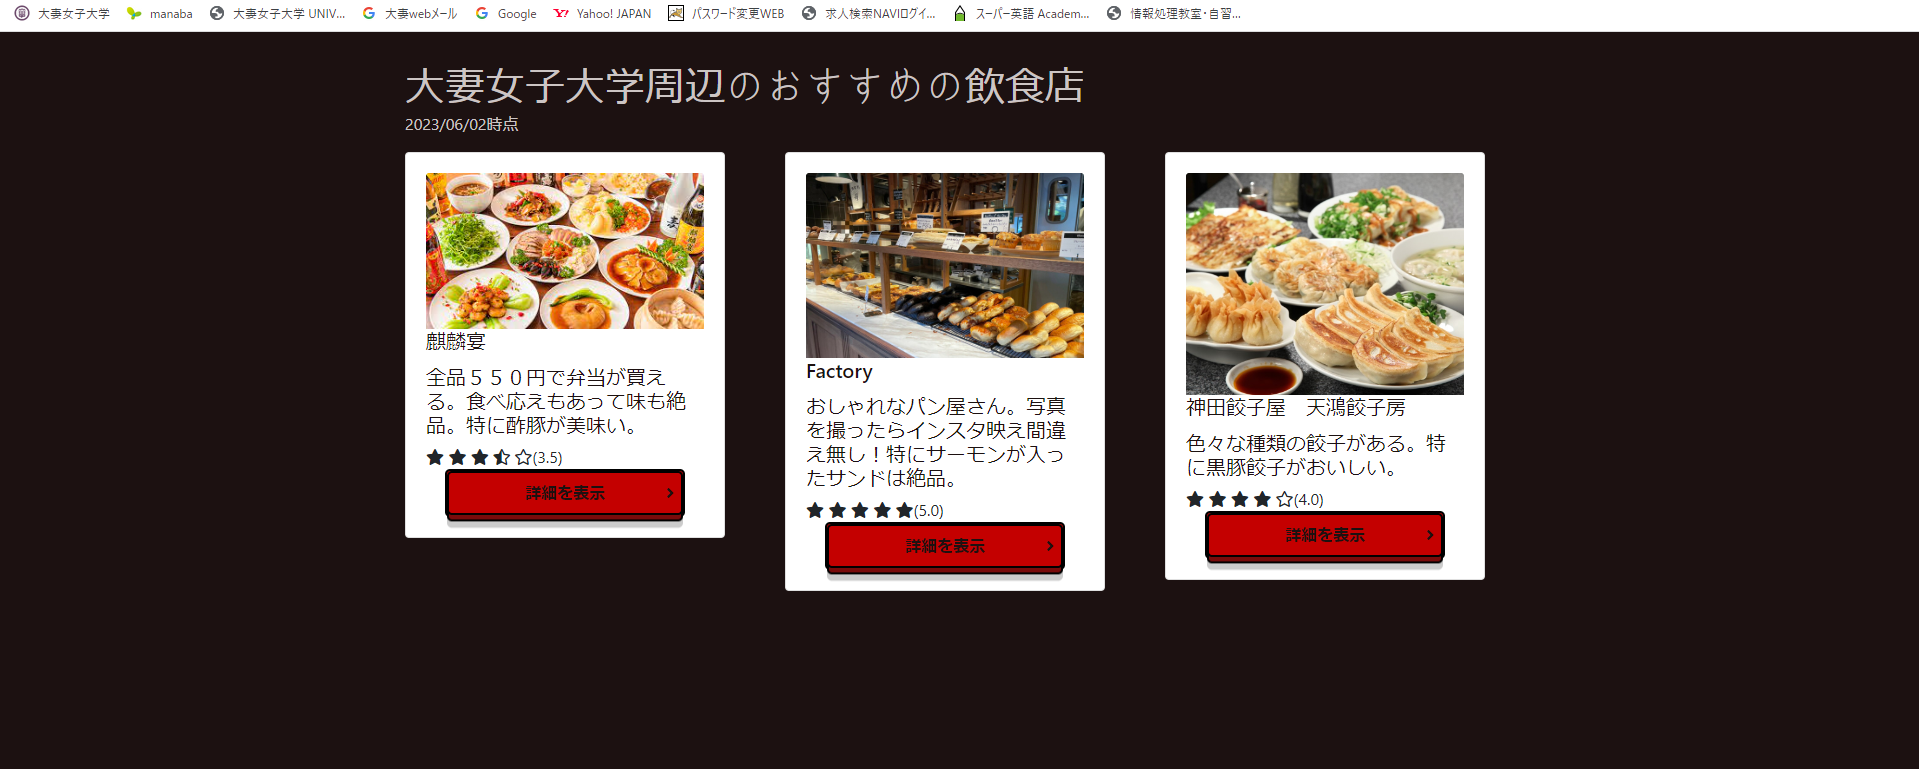 大妻女子大学 manaba 大妻女子大学 UNIV... 大妻webメール Google Yahoo! JAPAN パスワード変更WEB 求人検索NAVIログイ... スーパー英語 Academ... 情報処理教室・自習...
大妻女子大学周辺のおすすめの飲食店
2023/06/02時点
麒麟宴
全品５５０円で弁当が買え
る。食べ応えもあって味も絶
品。特に酢豚が美味い。
(3.5)
詳細を表示
Factory
おしゃれなパン屋さん。写真
を撮ったらインスタ映え間違
え無し！特にサーモンが入っ
たサンドは絶品。
(5.0)
詳細を表示
神田餃子屋　天鴻餃子房
色々な種類の餃子がある。特
に黒豚餃子がおいしい。
(4.0)
詳細を表示